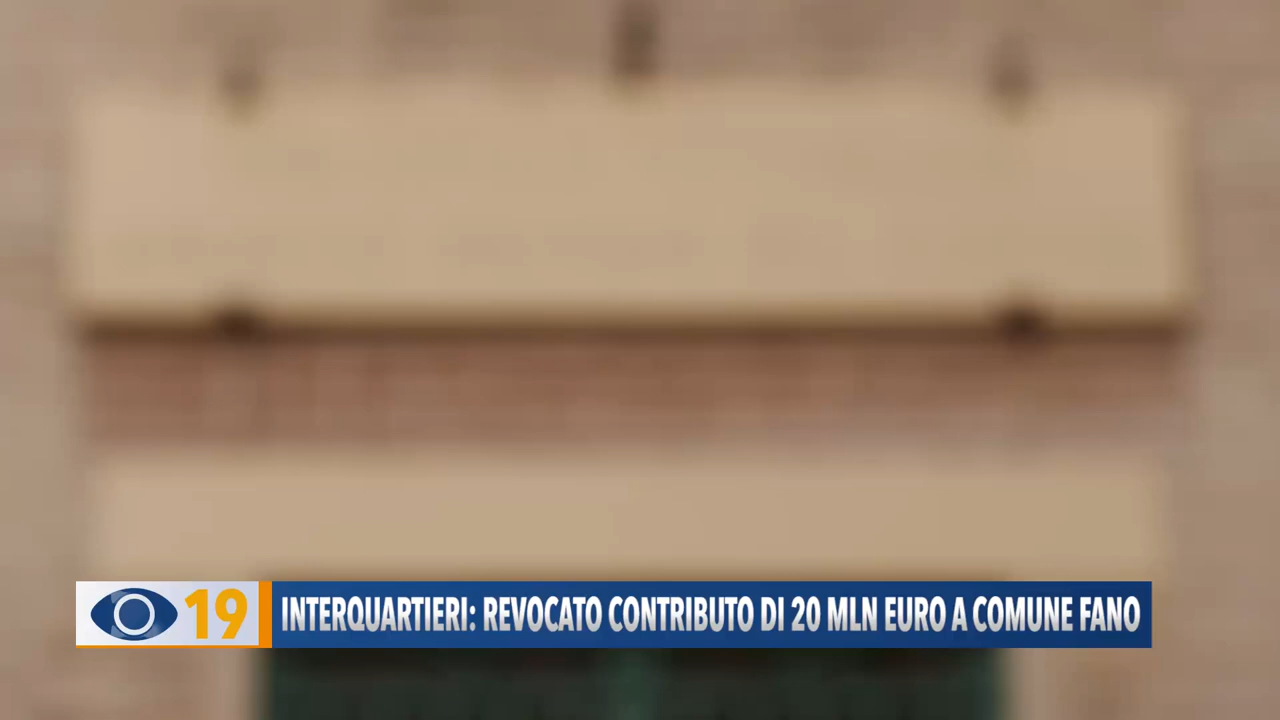 19
INTERQUARTIERI: REVOCATO CONTRIBUTO DI 20 MLN EURO A COMUNE FANO